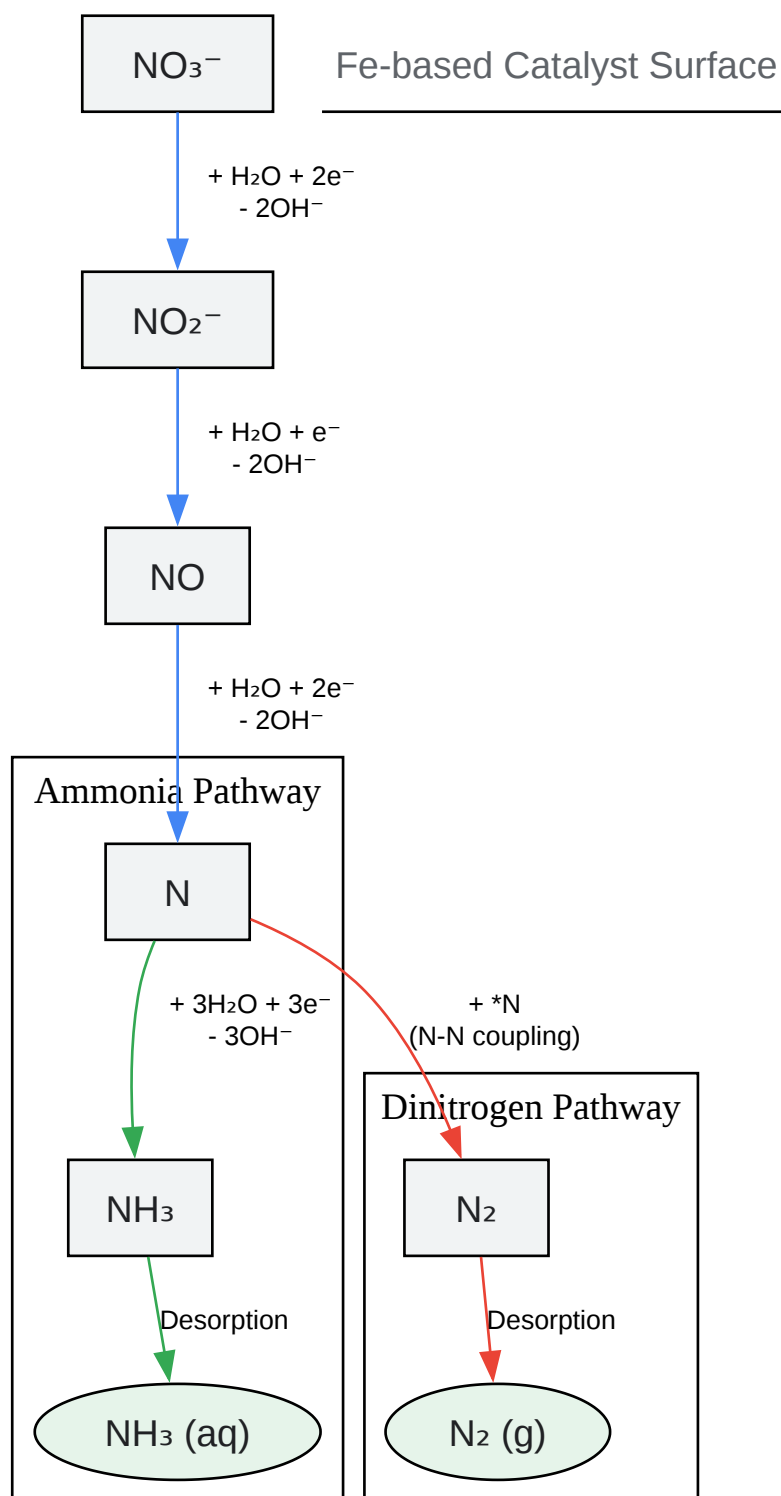 NO₃⁻
Fe-based Catalyst Surface
+ H₂O + 2e⁻
- 2OH⁻
NO₂⁻
+ H₂O + e⁻
- 2OH⁻
NO
+ H₂O + 2e⁻
- 2OH⁻
Ammonia Pathway
N
+ 3H₂O + 3e⁻
- 3OH⁻
+ *N
(N-N coupling)
Dinitrogen Pathway
NH₃
N₂
Desorption
Desorption
NH₃ (aq)
N₂ (g)